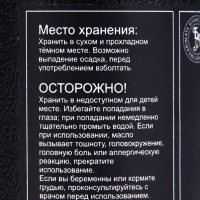 Место хранения:
Хранить в сухом и прохладном
тёмном месте. Возможно
выпадение осадка, перед
употреблением взболтать
ОСТОРОЖНО!
Хранить в недоступном для детей
месте. Избегайте попадания в
глаза; при попадании немедленно
тщательно промыть водой. Если
при использовании, масло
вызывает тошноту, головокружение,
головную боль или аллергическую
реакцию, прекратите
использование.
Если вы беременны или кормите
грудью, проконсультируйтесь с
врачом перед использованием.